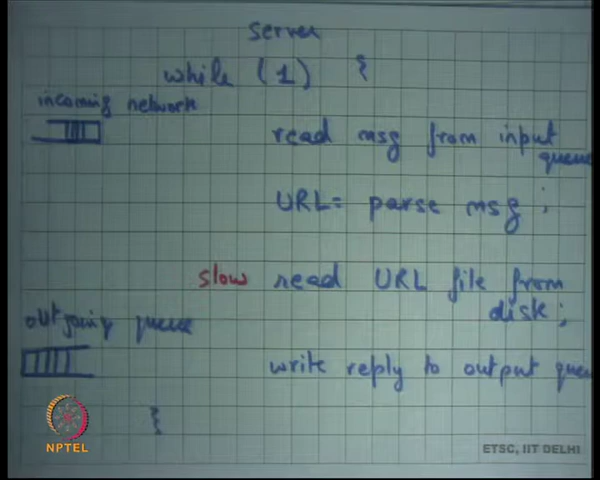 server
while (1) {
incoming network
read msg from input
queue
URL = parse msg ;
slow read URL file from
disk ;
outgoing queue
write reply to output que
}
NPTEL
ETSC, IIT DELHI